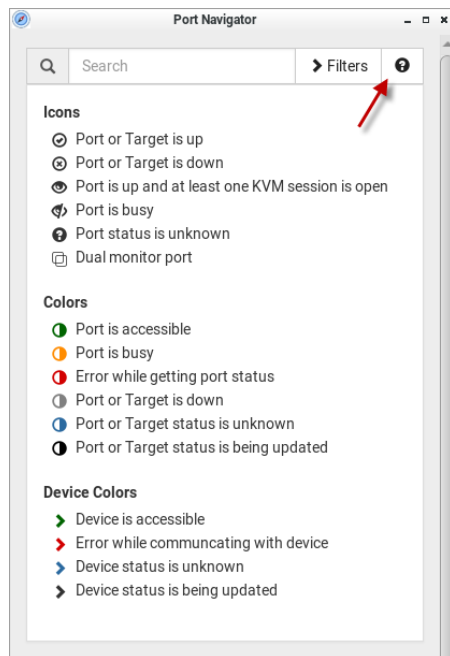 Port Navigator
Search
Filters
Icons
Port or Target is up
Port or Target is down
Port is up and at least one KVM session is open
Port is busy
Port status is unknown
Dual monitor port
Colors
Port is accessible
Port is busy
Error while getting port status
Port or Target is down
Port or Target status is unknown
Port or Target status is being updated
Device Colors
Device is accessible
Error while communcating with device
Device status is unknown
Device status is being updated